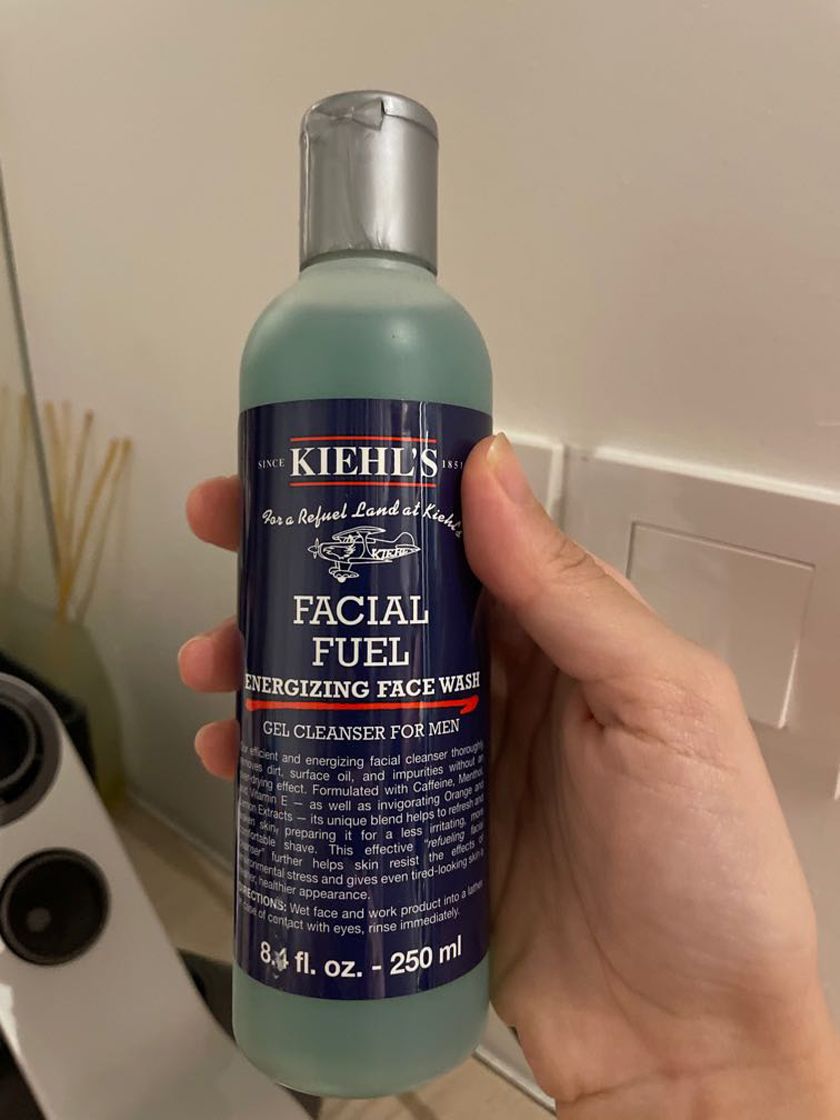 SINCE KIEHL'S 1851
For a Refuel Land at Kiehl's
KIEHL'S
FACIAL
FUEL
ENERGIZING FACE WASH
GEL CLEANSER FOR MEN
efficient and energizing facial cleanser thoroughly
removes dirt, surface oil, and impurities without an
over-drying effect. Formulated with Caffeine, Menthol,
and Vitamin E — as well as invigorating Orange and
Lemon Extracts — its unique blend helps to refresh and
skin, preparing it for a less irritating, more
comfortable shave. This effective "refueling facial
cleanser" further helps skin resist the effects of
environmental stress and gives even tired-looking skin
healthier appearance.
DIRECTIONS: Wet face and work product into a lather.
case of contact with eyes, rinse immediately.
8.4 fl. oz. - 250 ml